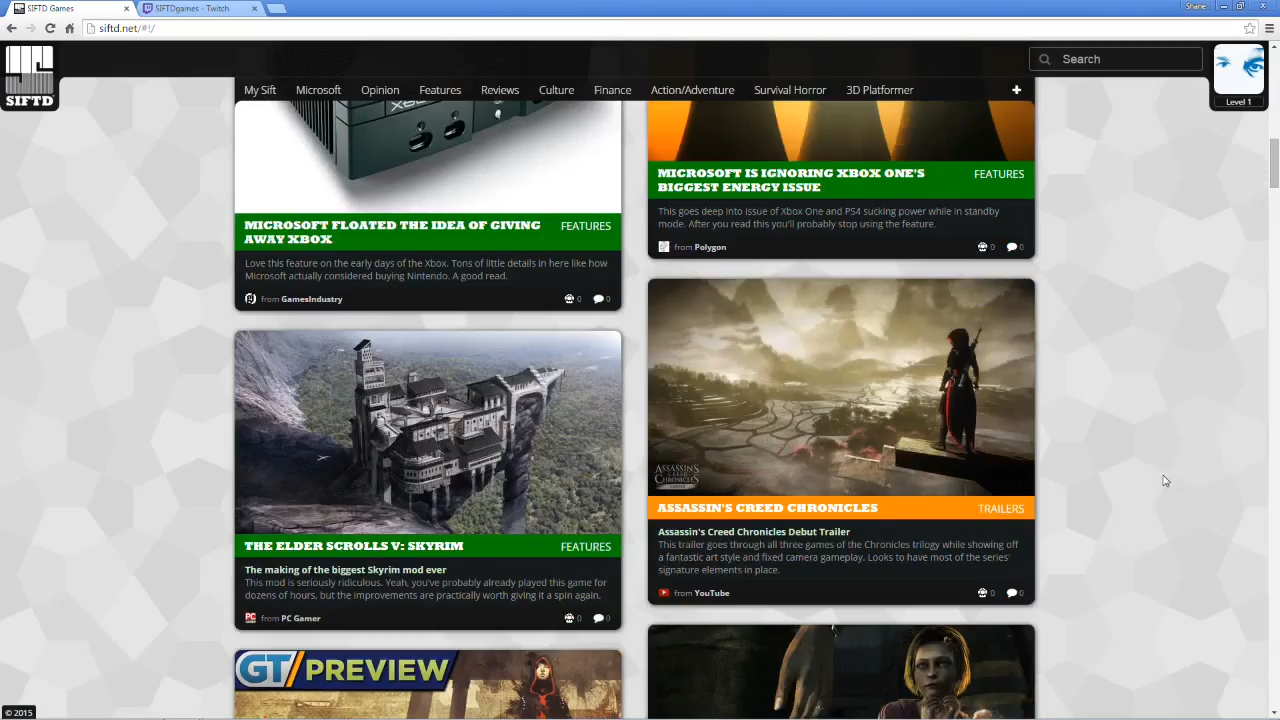 SIFTD Games
SIFTDgames - Twitch
Share
siftd.net/#!/
SIFTD
Search
Level 1
My Sift Microsoft Opinion Features Reviews Culture Finance Action/Adventure Survival Horror 3D Platformer +
MICROSOFT FLOATED THE IDEA OF GIVING
AWAY XBOX
FEATURES
Love this feature on the early days of the Xbox. Tons of little details in here like how
Microsoft actually considered buying Nintendo. A good read.
from GamesIndustry
0 0
MICROSOFT IS IGNORING XBOX ONE'S
BIGGEST ENERGY ISSUE
FEATURES
This goes deep into issue of Xbox One and PS4 sucking power while in standby
mode. After you read this you'll probably stop using the feature.
from Polygon
0 0
THE ELDER SCROLLS V: SKYRIM
FEATURES
The making of the biggest Skyrim mod ever
This mod is seriously ridiculous. Yeah, you've probably already played this game for
dozens of hours, but the improvements are practically worth giving it a spin again.
PC GAMER
from PC Gamer
0 0
ASSASSIN'S CREED CHRONICLES CHINA
ASSASSIN'S CREED CHRONICLES
TRAILERS
Assassin's Creed Chronicles Debut Trailer
This trailer goes through all three games of the Chronicles trilogy while showing off
a fantastic art style and fixed camera gameplay. Looks to have most of the series'
signature elements in place.
from YouTube
0 0
GT/PREVIEW
© 2015